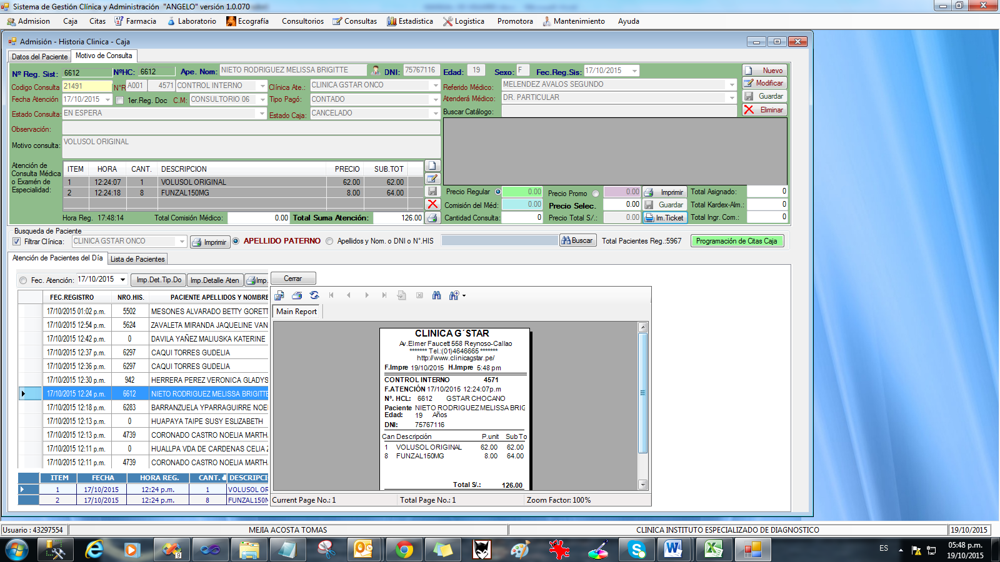 Sistema de Gestión Clínica y Administración "ANGELO" versión 1.0.070
Admision Caja Citas Farmacia Laboratorio Ecografía Consultorios Consultas Estadistica Logistica Promotora Mantenimiento Ayuda
Admisión - Historia Clinica - Caja
Datos del Paciente Motivo de Consulta
Nº Reg. Sist: 6612 NºHC: 6612 Ape. Nom: NIETO RODRIGUEZ MELISSA BRIGITTE DNI: 75767116 Edad: 19 Sexo: F Fec.Reg.Sis: 17/10/2015 Nuevo
Codigo Consulta 21491 NºR A001 4571 CONTROL INTERNO Clínica Ate.: CLINICA GSTAR ONCO Referido Médico: MELENDEZ AVALOS SEGUNDO Modificar
Fecha Atención 17/10/2015 1er.Reg. Doc C.M: CONSULTORIO 06 Tipo Pagó: CONTADO Atenderá Médico: DR. PARTICULAR Guardar
Estado Consulta: EN ESPERA Estado Caja: CANCELADO Buscar Catálogo: Eliminar
Observación:
Motivo consulta: VOLUSOL ORIGINAL
Atención de Consulta Médica o Examén de Especialidad:
ITEM HORA CANT. DESCRIPCION PRECIO SUB.TOT
1 12:24:07 1 VOLUSOL ORIGINAL 62.00 62.00
2 12:24:18 8 FUNZAL150MG 8.00 64.00
Precio Regular 0.00 Precio Promo 0.00 Imprimir Total Asignado: 0
Comisión del Méd: 0.00 Precio Selec. 0.00 Guardar Total Kardex-Alm.: 0
Hora Reg. 17:48:14 Total Comisión Médico: 0.00 Total Suma Atención: 126.00 Cantidad Consulta: 0 Precio Total S/.: 0.00 Im.Ticket Total Ingr. Com.: 0
Busqueda de Paciente
Filtrar Clínica: CLINICA GSTAR ONCO Imprimir APELLIDO PATERNO Apellidos y Nom. o DNI o Nº.HIS Buscar Total Pacientes Reg.:5967 Programación de Citas Caja
Atención de Pacientes del Día Lista de Pacientes
Fec. Atención: 17/10/2015 Imp.Det.Tip.Do Imp.Detalle Aten Imp. Cerrar
FEC.REGISTRO NRO.HIS. PACIENTE APELLIDOS Y NOMBRE
17/10/2015 01:02 p.m. 5502 MESONES ALVARADO BETTY GORETT
17/10/2015 12:54 p.m. 5624 ZAVALETA MIRANDA JAQUELINE VAN
17/10/2015 12:42 p.m. 0 DAVILA YAÑEZ MALIUSKA KATERINE
17/10/2015 12:37 p.m. 6297 CAQUI TORRES GUDELIA
17/10/2015 12:36 p.m. 6297 CAQUI TORRES GUDELIA
17/10/2015 12:30 p.m. 942 HERRERA PEREZ VERONICA GLADYS
17/10/2015 12:24 p.m. 6612 NIETO RODRIGUEZ MELISSA BRIGITTE
17/10/2015 12:18 p.m. 6283 BARRANZUELA YPARRAGUIRRE NOE
17/10/2015 12:13 p.m. 0 HUAPAYA TAIPE SUSY ESLIZABETH
17/10/2015 12:13 p.m. 4739 CORONADO CASTRO NOELIA MARTH
17/10/2015 12:11 p.m. 0 HUALLPA VDA DE CARDENAS CELIA
17/10/2015 12:11 p.m. 4739 CORONADO CASTRO NOELIA MARTH
ITEM FECHA HORA REG. CANT. DESCRIPCI
1 17/10/2015 12:24 p.m. 1 VOLUSOL OR
2 17/10/2015 12:24 p.m. 8 FUNZAL150M
Main Report
CLINICA G´STAR
Av.Elmer Faucett 558 Reynoso-Callao
******* Tel.:(01)4646665 *******
http://www.clinicagstar.pe/
F.Impre 19/10/2015 H.Impre 5:48 pm
CONTROL INTERNO 4571
F.ATENCIÓN 17/10/2015 12:24:07p.m
Nº. HCL: 6612 GSTAR CHOCANO
Paciente NIETO RODRIGUEZ MELISSA BRIG
Edad: 19 Años
DNI: 75767116
Can Descripción P.unit Sub To
1 VOLUSOL ORIGINAL 62.00 62.00
8 FUNZAL150MG 8.00 64.00
Total S/.: 126.00
Current Page No.: 1 Total Page No.: 1 Zoom Factor: 100%
Usuario : 43297554 MEJIA ACOSTA TOMAS CLINICA INSTITUTO ESPECIALIZADO DE DIAGNOSTICO 19/10/2015
9
ES 05:48 p.m.
19/10/2015